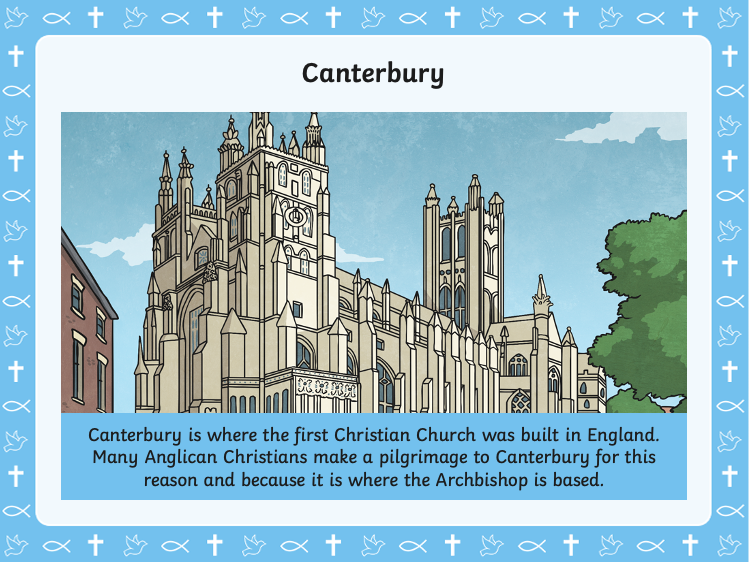 Canterbury
Canterbury is where the first Christian Church was built in England.
Many Anglican Christians make a pilgrimage to Canterbury for this
reason and because it is where the Archbishop is based.